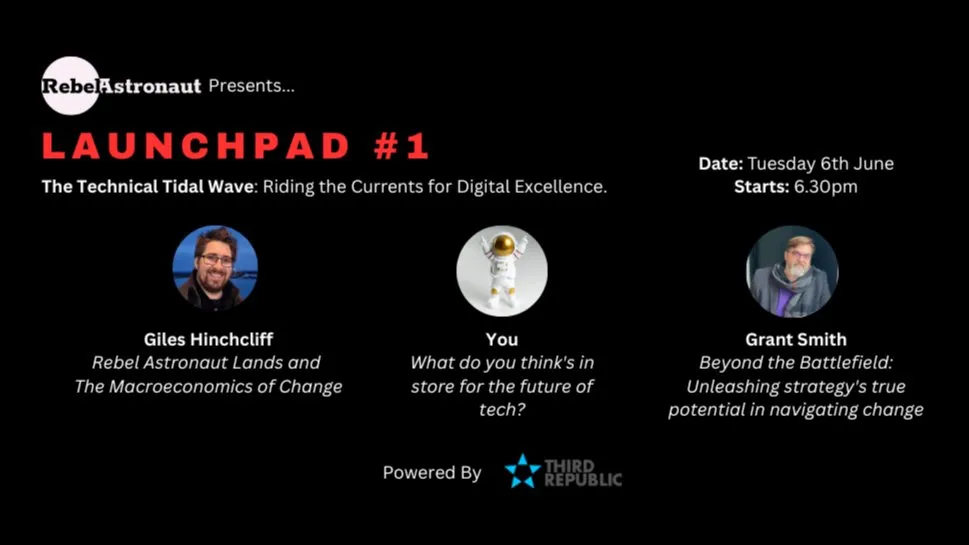 RebelAstronaut Presents...
LAUNCHPAD #1
The Technical Tidal Wave: Riding the Currents for Digital Excellence.
Date: Tuesday 6th June
Starts: 6.30pm
Giles Hinchcliff
Rebel Astronaut Lands and
The Macroeconomics of Change
You
What do you think's in
store for the future of
tech?
Grant Smith
Beyond the Battlefield:
Unleashing strategy's true
potential in navigating change
Powered By
THIRD
REPUBLIC